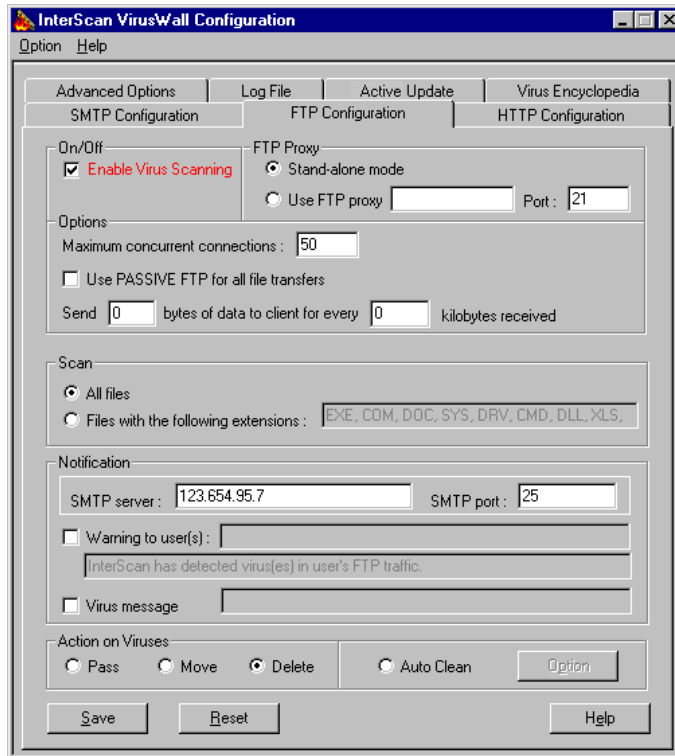 InterScan VirusWall Configuration
Option Help
Advanced Options Log File Active Update Virus Encyclopedia
SMTP Configuration FTP Configuration HTTP Configuration
On/Off FTP Proxy
Enable Virus Scanning Stand-alone mode
Use FTP proxy Port : 21
Options
Maximum concurrent connections : 50
Use PASSIVE FTP for all file transfers
Send 0 bytes of data to client for every 0 kilobytes received
Scan
All files
Files with the following extensions : EXE, COM, DOC, SYS, DRV, CMD, DLL, XLS,
Notification
SMTP server : 123.654.95.7 SMTP port : 25
Warning to user(s) :
InterScan has detected virus(es) in user's FTP traffic.
Virus message
Action on Viruses
Pass Move Delete Auto Clean Option
Save Reset Help